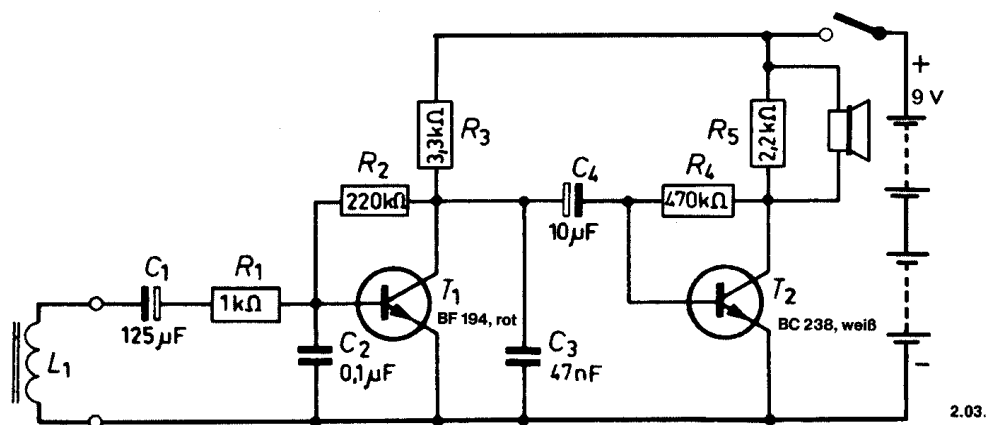 +
9 V
3,3kΩ
R3
R5
2,2kΩ
R2
220kΩ
C4
10µF
R4
470kΩ
C1
125µF
R1
1kΩ
T1
BF 194, rot
T2
BC 238, weiß
L1
C2
0,1µF
C3
47nF
−
2.03.